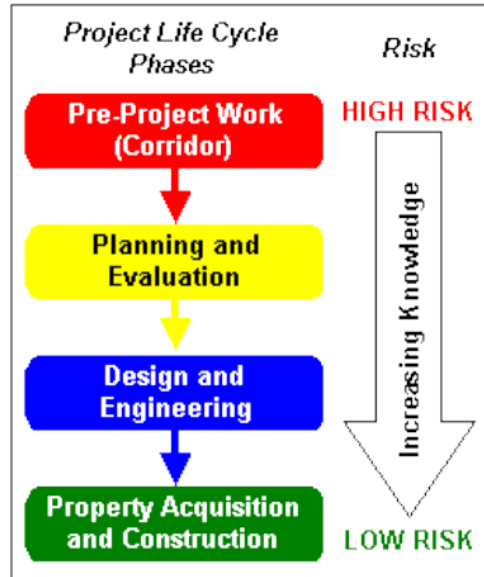 Project Life Cycle
Phases
Risk
Pre-Project Work
(Corridor)
HIGH RISK
Planning and
Evaluation
Increasing Knowledge
Design and
Engineering
Property Acquisition
and Construction
LOW RISK